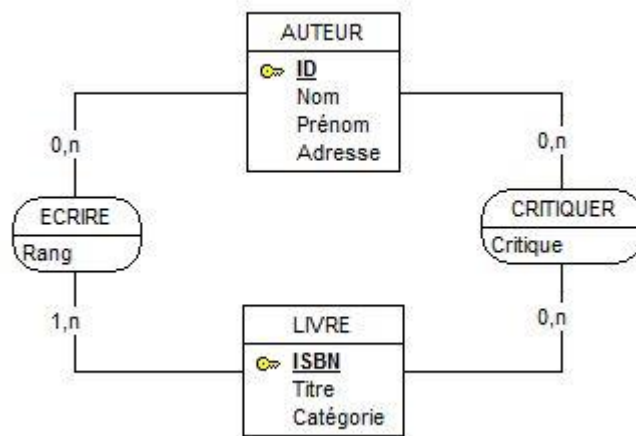 AUTEUR
ID
Nom
Prénom
Adresse
0,n
0,n
ECRIRE
Rang
CRITIQUER
Critique
1,n
0,n
LIVRE
ISBN
Titre
Catégorie